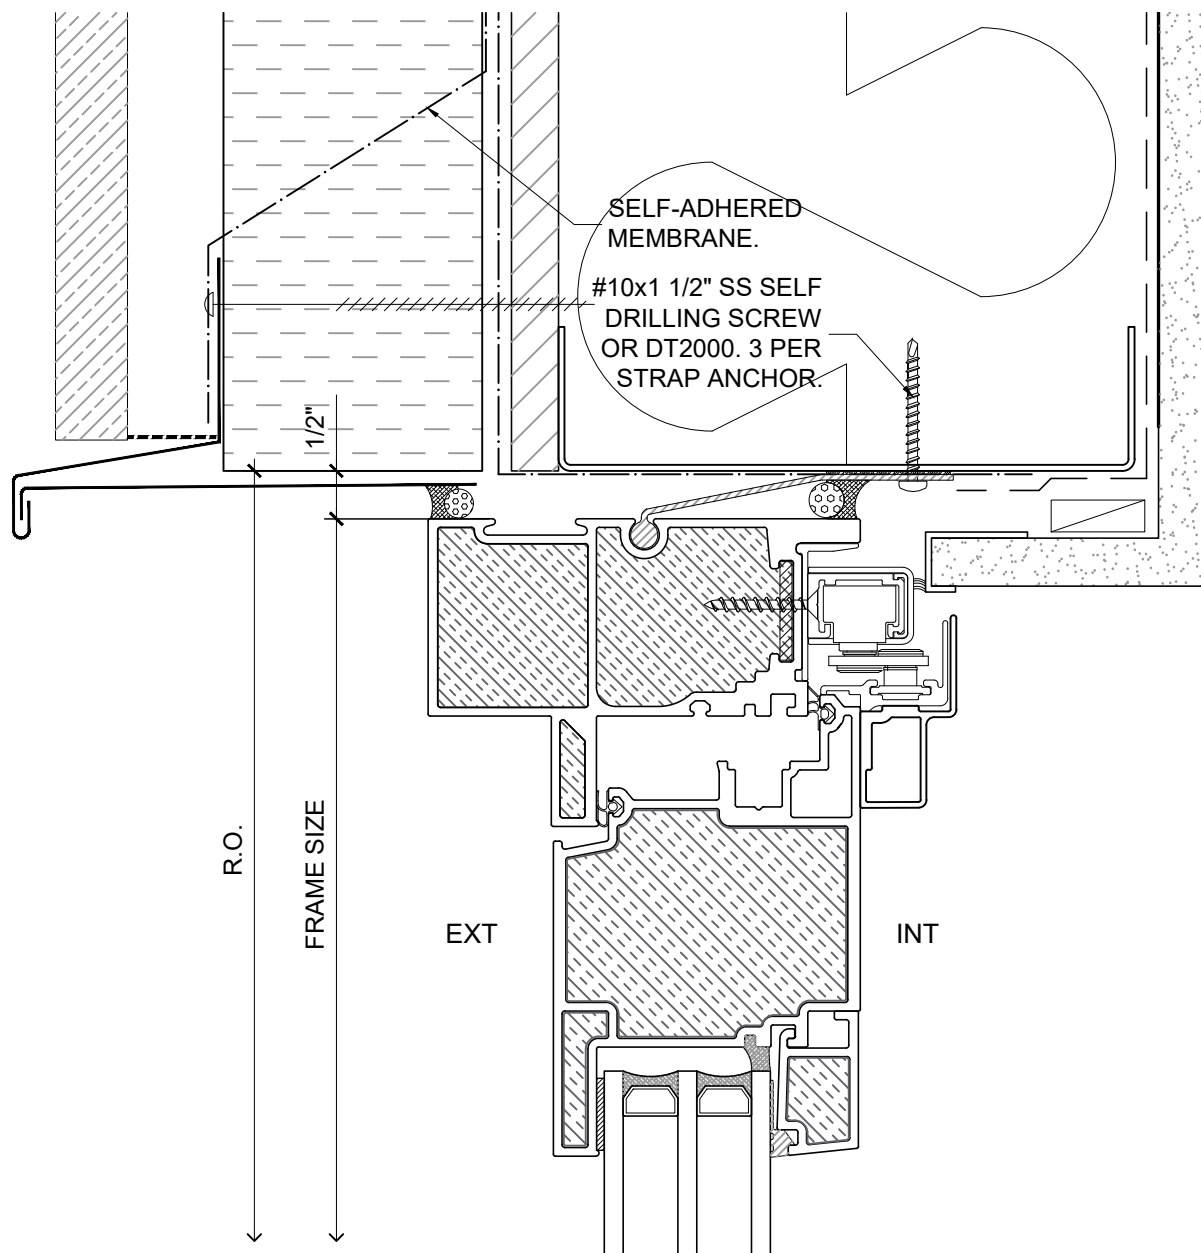 SELF-ADHERED
MEMBRANE.
#10x1 1/2" SS SELF
DRILLING SCREW
OR DT2000. 3 PER
STRAP ANCHOR.
1/2"
R.O.
FRAME SIZE
EXT
INT